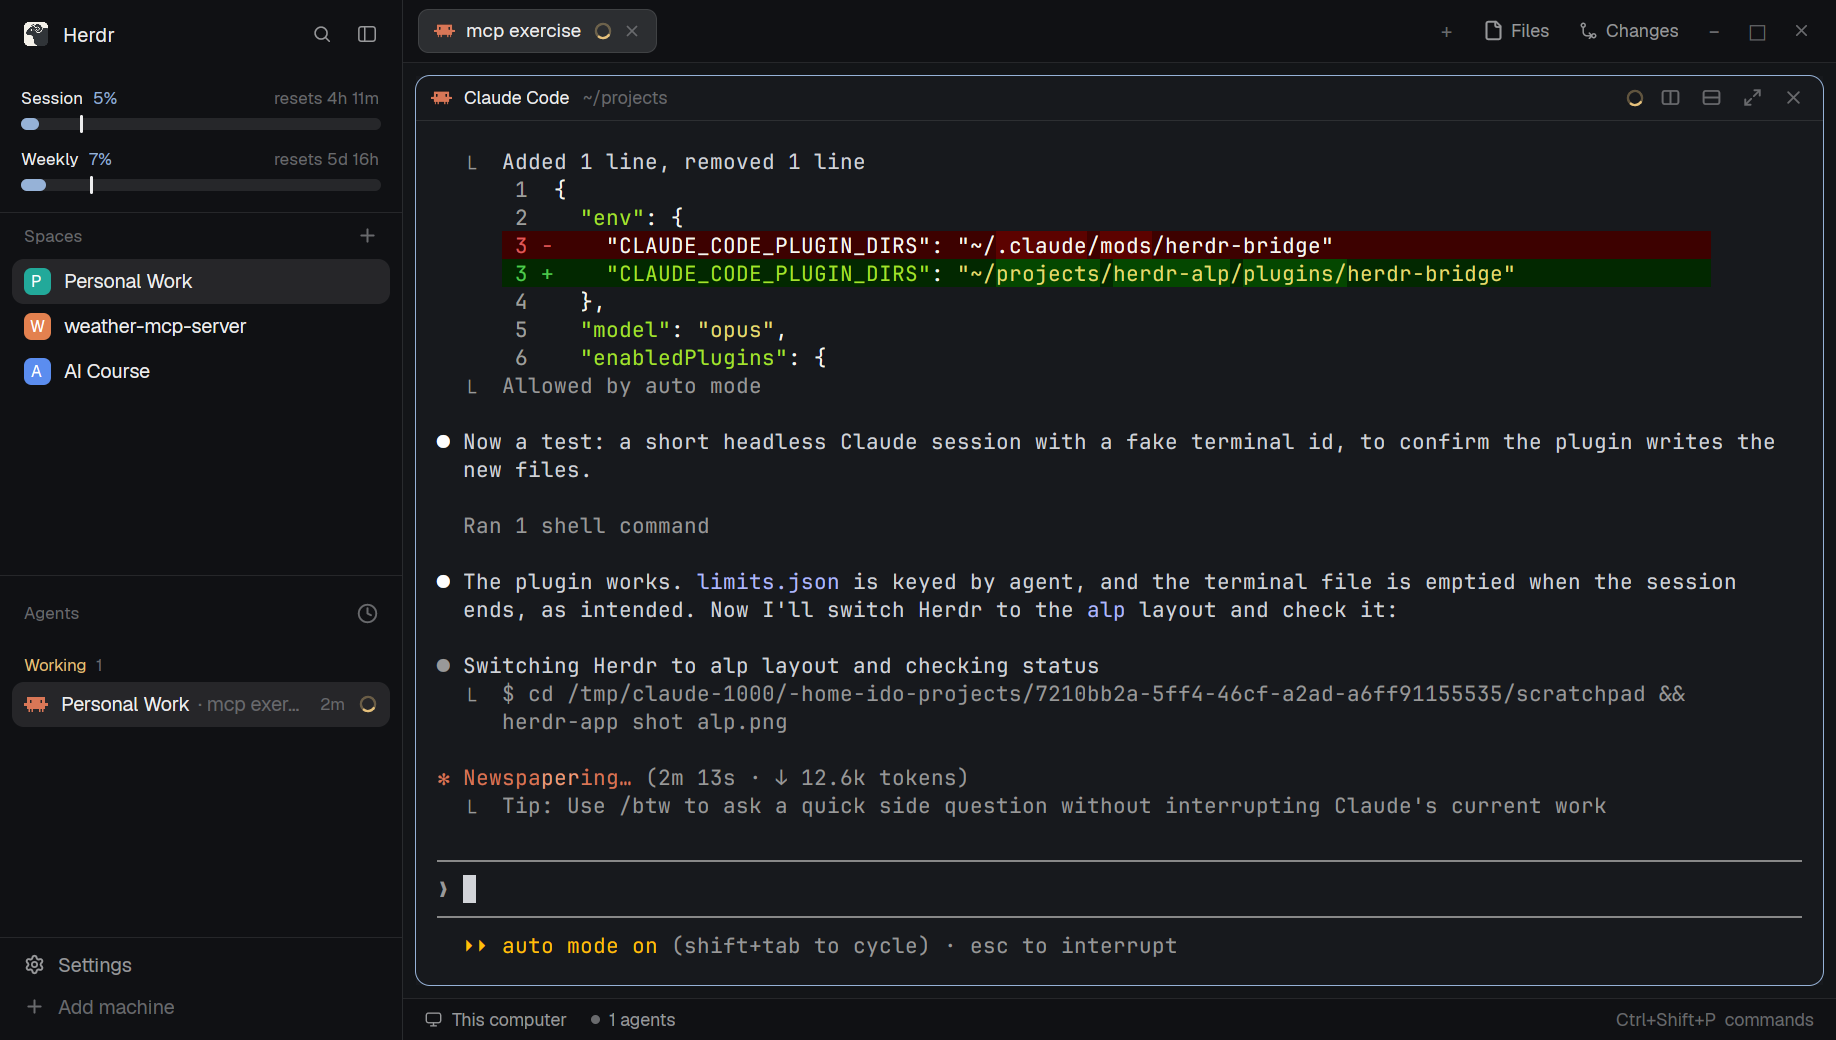 Herdr
Session 5% resets 4h 11m
Weekly 7% resets 5d 16h
Spaces
P Personal Work
W weather-mcp-server
A AI Course
Agents
Working 1
Personal Work · mcp exer... 2m
Settings
Add machine
mcp exercise
Files
Changes
Claude Code ~/projects
Added 1 line, removed 1 line
1 {
2 "env": {
3 - "CLAUDE_CODE_PLUGIN_DIRS": "~/.claude/mods/herdr-bridge"
3 + "CLAUDE_CODE_PLUGIN_DIRS": "~/projects/herdr-alp/plugins/herdr-bridge"
4 },
5 "model": "opus",
6 "enabledPlugins": {
Allowed by auto mode
● Now a test: a short headless Claude session with a fake terminal id, to confirm the plugin writes the
new files.
Ran 1 shell command
● The plugin works. limits.json is keyed by agent, and the terminal file is emptied when the session
ends, as intended. Now I'll switch Herdr to the alp layout and check it:
● Switching Herdr to alp layout and checking status
$ cd /tmp/claude-1000/-home-ido-projects/7210bb2a-5ff4-46cf-a2ad-a6ff91155535/scratchpad &&
herdr-app shot alp.png
✻ Newspapering… (2m 13s · ↓ 12.6k tokens)
Tip: Use /btw to ask a quick side question without interrupting Claude's current work
❯
auto mode on (shift+tab to cycle) · esc to interrupt
This computer ● 1 agents
Ctrl+Shift+P commands